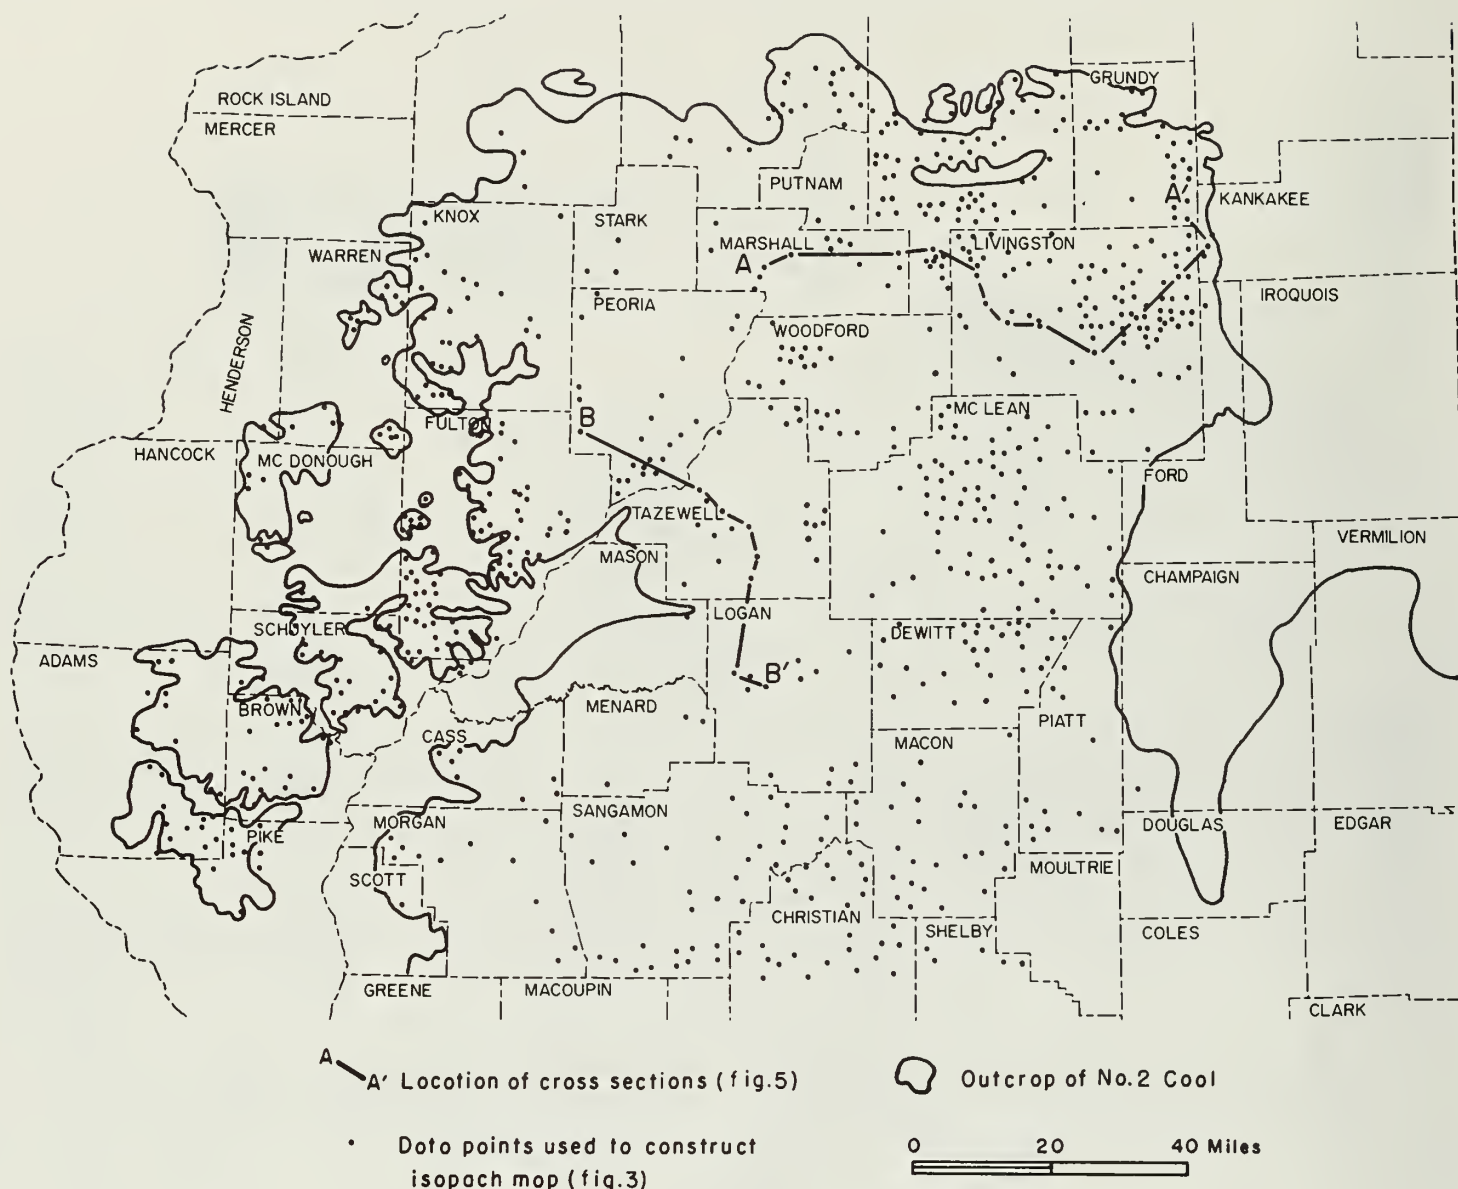 ROCK ISLAND
MERCER
GRUNDY
PUTNAM
KANKAKEE
KNOX
STARK
A'
WARREN
MARSHALL
LIVINGSTON
A
PEORIA
IROQUOIS
HENDERSON
WOODFORD
B
FULTON
MC LEAN
HANCOCK
MC DONOUGH
FORD
TAZEWELL
MASON
VERMILION
CHAMPAIGN
LOGAN
SCHUYLER
DEWITT
ADAMS
B'
BROWN
MENARD
PIATT
CASS
MACON
SANGAMON
MORGAN
DOUGLAS
EDGAR
PIKE
MOULTRIE
SCOTT
CHRISTIAN
SHELBY
COLES
GREENE
MACOUPIN
CLARK
A
A' Locotion of cross sections (fig.5)
Outcrop of No.2 Cool
Doto points used to construct
isopoch mop (fig.3)
0 20 40 Miles